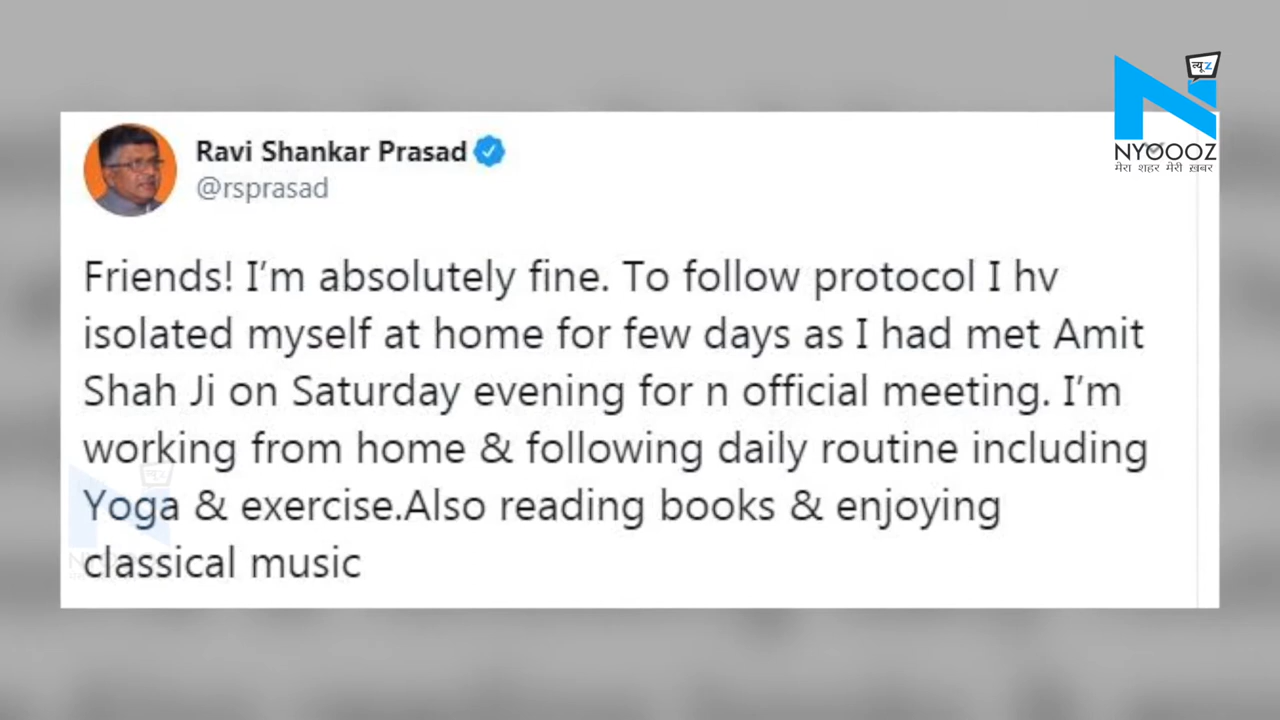 न्यूz
NYOOOZ
मेरा शहर मेरी ख़बर
Ravi Shankar Prasad
@rsprasad
Friends! I’m absolutely fine. To follow protocol I hv
isolated myself at home for few days as I had met Amit
Shah Ji on Saturday evening for n official meeting. I’m
working from home & following daily routine including
Yoga & exercise.Also reading books & enjoying
classical music